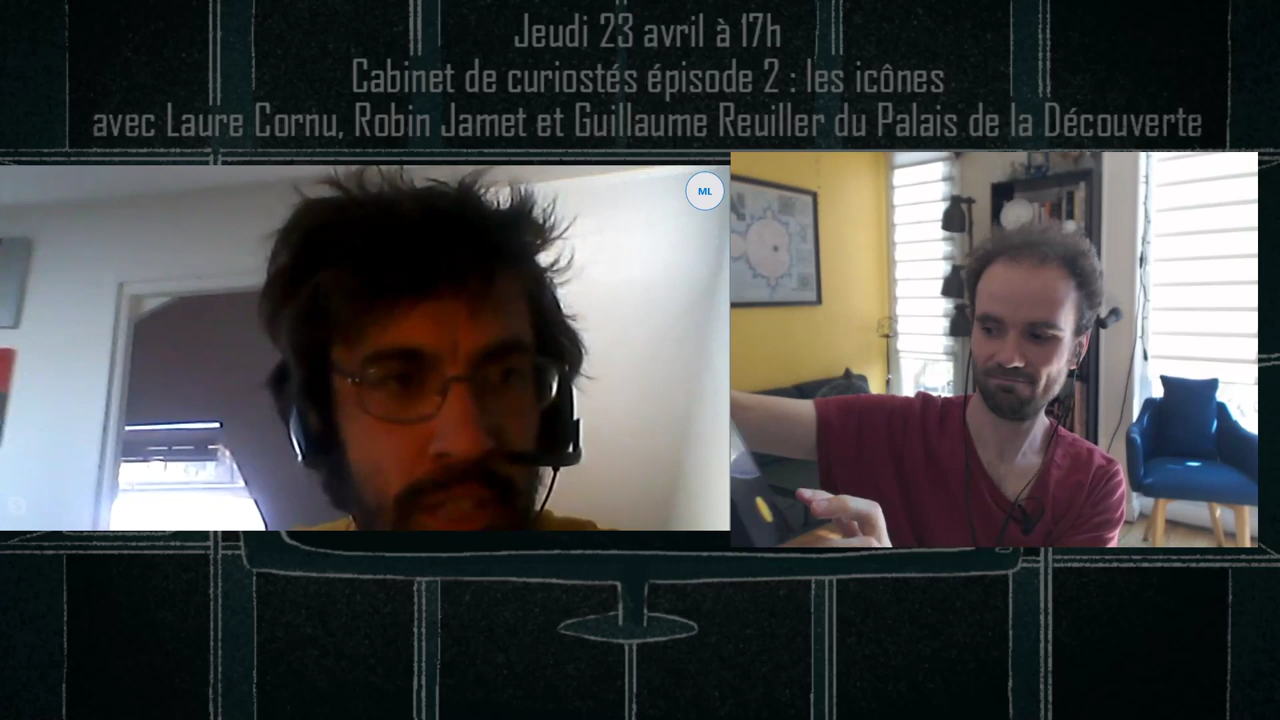 Jeudi 23 avril à 17h
Cabinet de curiostés épisode 2 : les icônes
avec Laure Cornu, Robin Jamet et Guillaume Reuiller du Palais de la Découverte
ML